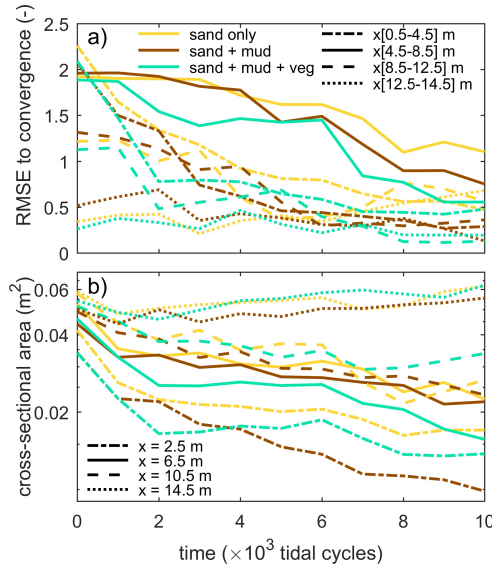 a)
sand only
sand + mud
sand + mud + veg
x[0.5-4.5] m
x[4.5-8.5] m
x[8.5-12.5] m
x[12.5-14.5] m
RMSE to convergence (-)
2.5
2
1.5
1
0.5
0
b)
cross-sectional area (m²)
0.06
0.04
0.02
x = 2.5 m
x = 6.5 m
x = 10.5 m
x = 14.5 m
0 2 4 6 8 10
time (×10³ tidal cycles)